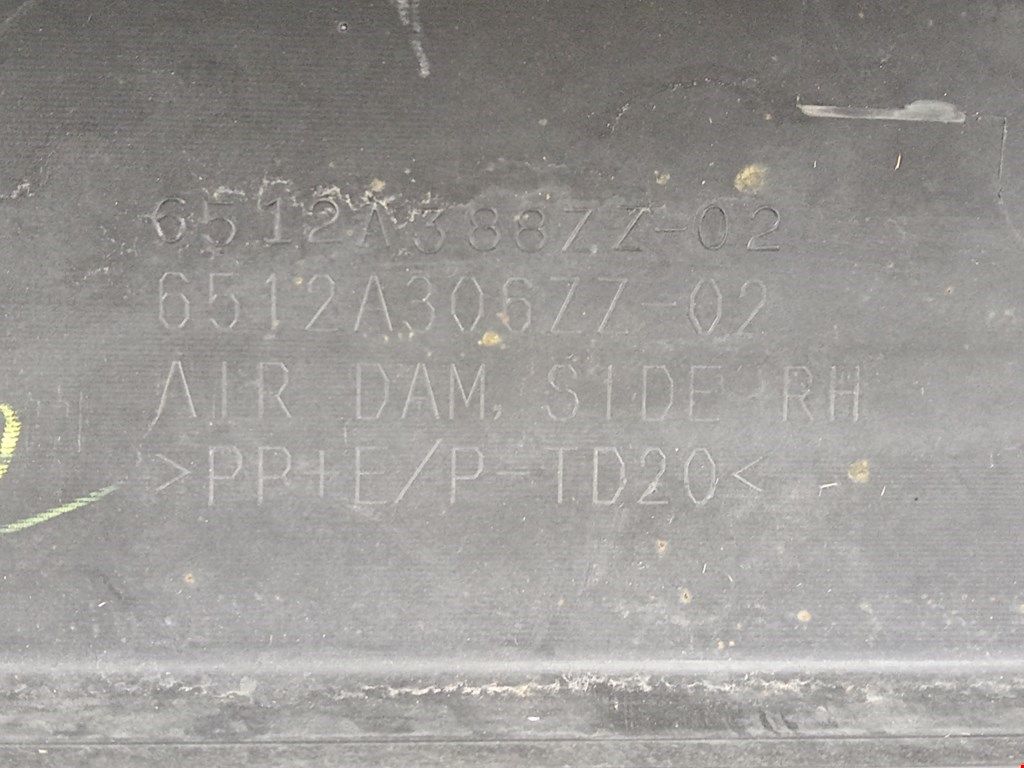 6512A388ZZ-02
6512A306ZZ-02
AIR DAM, SIDE RH
>PP+E/P-TD20<